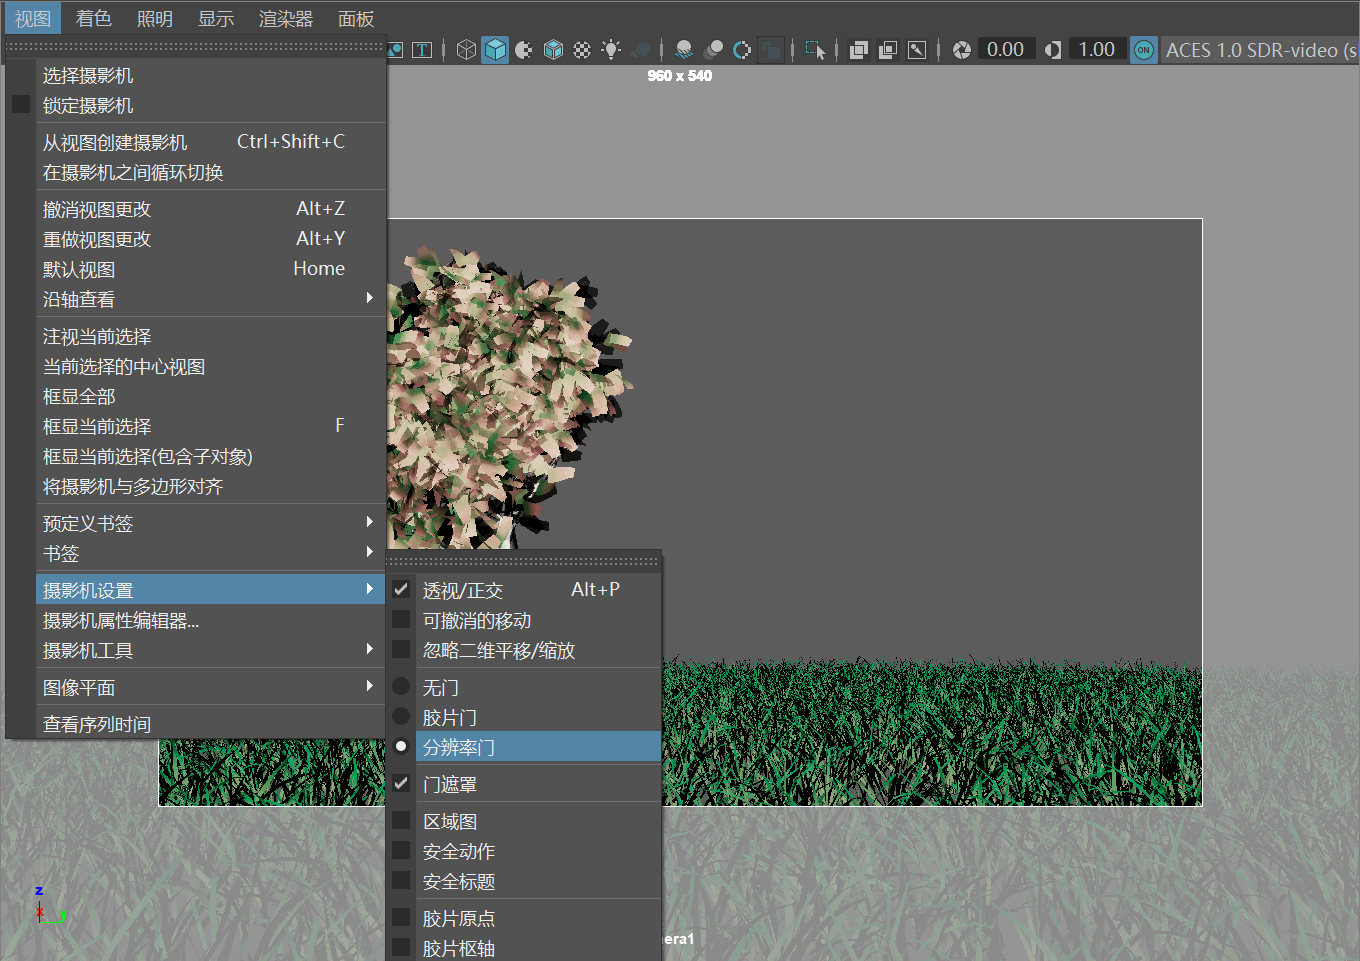 视图 着色 照明 显示 渲染器 面板
T 0.00 1.00 ON ACES 1.0 SDR-video (s
960 x 540
选择摄影机
锁定摄影机
从视图创建摄影机 Ctrl+Shift+C
在摄影机之间循环切换
撤消视图更改 Alt+Z
重做视图更改 Alt+Y
默认视图 Home
沿轴查看
注视当前选择
当前选择的中心视图
框显全部
框显当前选择 F
框显当前选择(包含子对象)
将摄影机与多边形对齐
预定义书签
书签
摄影机设置
摄影机属性编辑器...
摄影机工具
图像平面
查看序列时间
透视/正交 Alt+P
可撤消的移动
忽略二维平移/缩放
无门
胶片门
分辨率门
门遮罩
区域图
安全动作
安全标题
胶片原点
胶片枢轴
z
x
y
era1